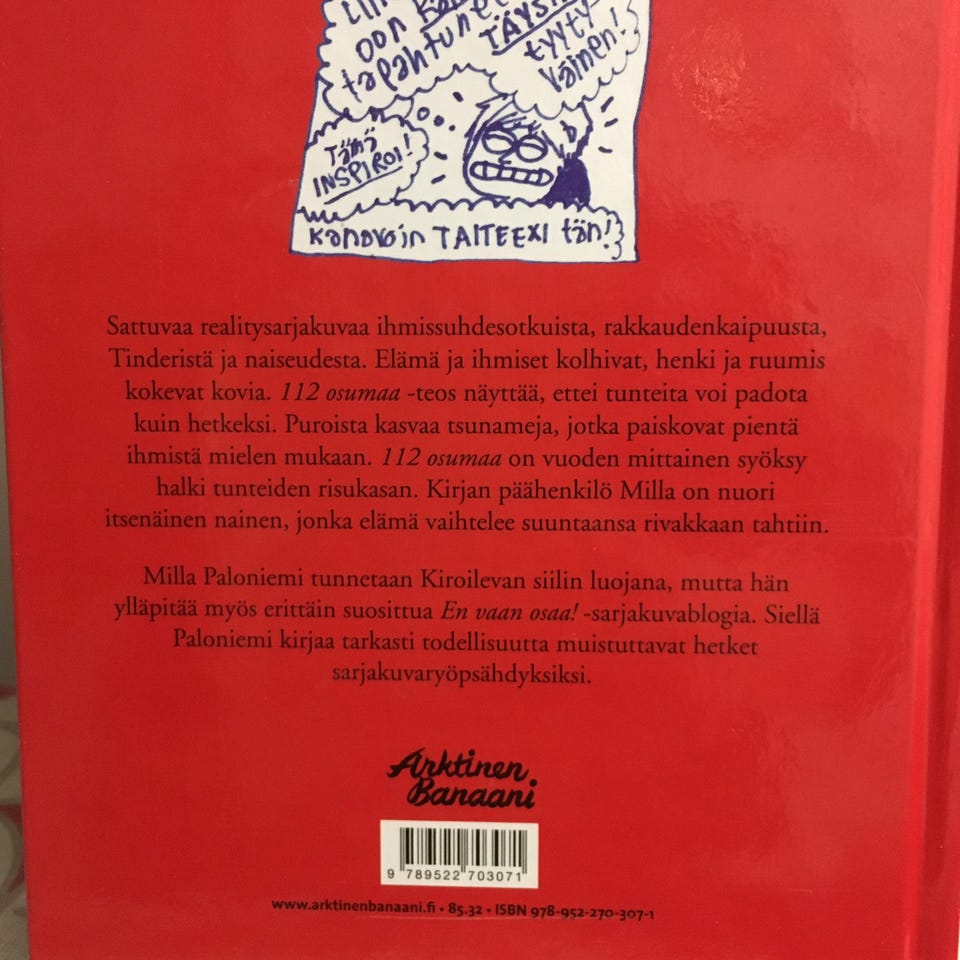 oon
tapahtune
TÄYSI
tyyty
väinen!
Tämä
INSPIROI!
Kanavoin TAITEEXI tän!
Sattuvaa realitysarjakuvaa ihmissuhdesotkuista, rakkaudenkaipuusta,
Tinderistä ja naiseudesta. Elämä ja ihmiset kolhivat, henki ja ruumis
kokevat kovia. 112 osumaa -teos näyttää, ettei tunteita voi padota
kuin hetkeksi. Puroista kasvaa tsunameja, jotka paiskovat pientä
ihmistä mielen mukaan. 112 osumaa on vuoden mittainen syöksy
halki tunteiden risukasan. Kirjan päähenkilö Milla on nuori
itsenäinen nainen, jonka elämä vaihtelee suuntaansa rivakkaan tahtiin.
Milla Paloniemi tunnetaan Kiroilevan siilin luojana, mutta hän
ylläpitää myös erittäin suosittua En vaan osaa! -sarjakuvablogia. Siellä
Paloniemi kirjaa tarkasti todellisuutta muistuttavat hetket
sarjakuvaryöpsähdyksiksi.
Arktinen
Banaani
9 789522 703071
www.arktinenbanaani.fi • 85.32 • ISBN 978-952-270-307-1